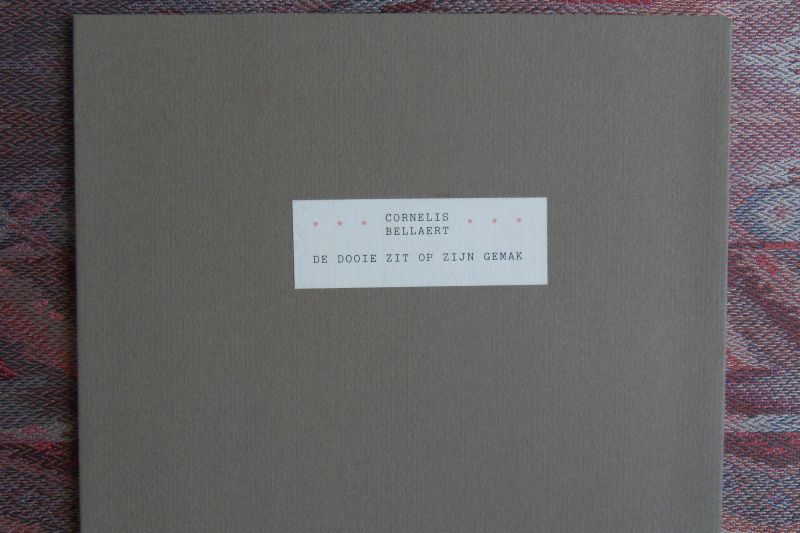 * * * CORNELIS * * *
BELLAERT
DE DOOIE ZIT OP ZIJN GEMAK